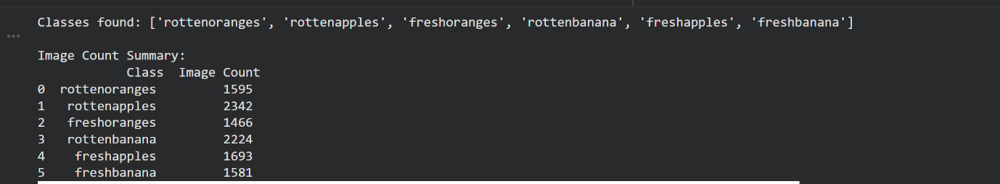 Classes found: ['rottenoranges', 'rottenapples', 'freshoranges', 'rottenbanana', 'freshapples', 'freshbanana']
Image Count Summary:
Class Image Count
0 rottenoranges 1595
1 rottenapples 2342
2 freshoranges 1466
3 rottenbanana 2224
4 freshapples 1693
5 freshbanana 1581